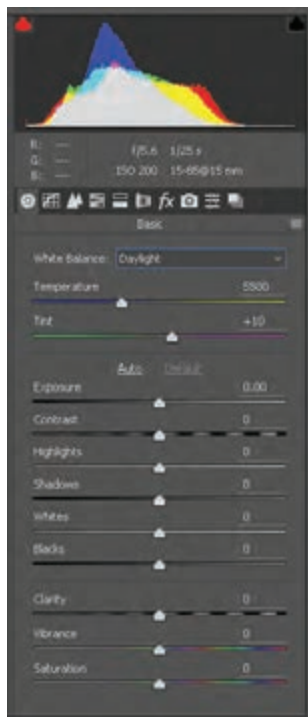 R: ---
G: ---
B: ---
f/5.6 1/25 s
ISO 200 15-85@15 mm
fx
Basic
White Balance: Daylight
Temperature 5500
Tint +10
Auto Default
Exposure 0.00
Contrast 0
Highlights 0
Shadows 0
Whites 0
Blacks 0
Clarity 0
Vibrance 0
Saturation 0